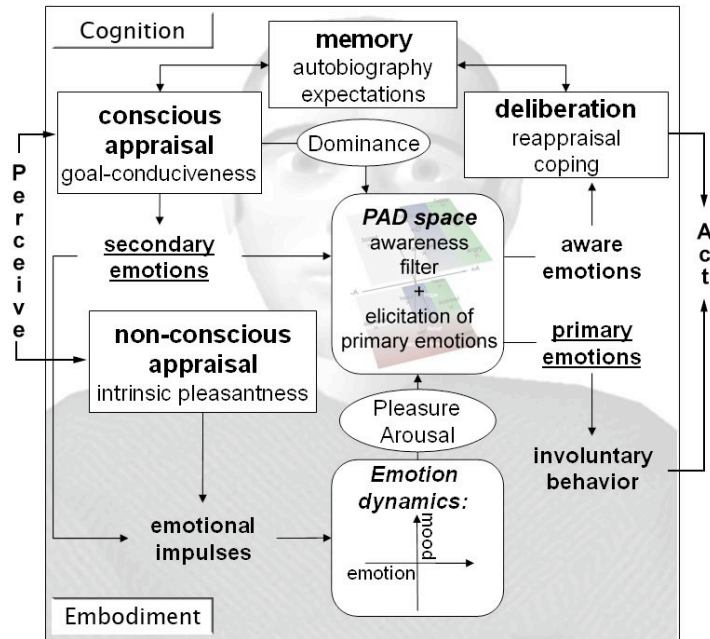 Cognition
memory
autobiography
expectations
conscious
appraisal
goal-conduciveness
Dominance
deliberation
reappraisal
coping
Perceive
secondary
emotions
PAD space
awareness
filter
+
elicitation of
primary emotions
aware
emotions
Act
non-conscious
appraisal
intrinsic pleasantness
primary
emotions
Pleasure
Arousal
involuntary
behavior
emotional
impulses
Emotion
dynamics:
mood
emotion
Embodiment